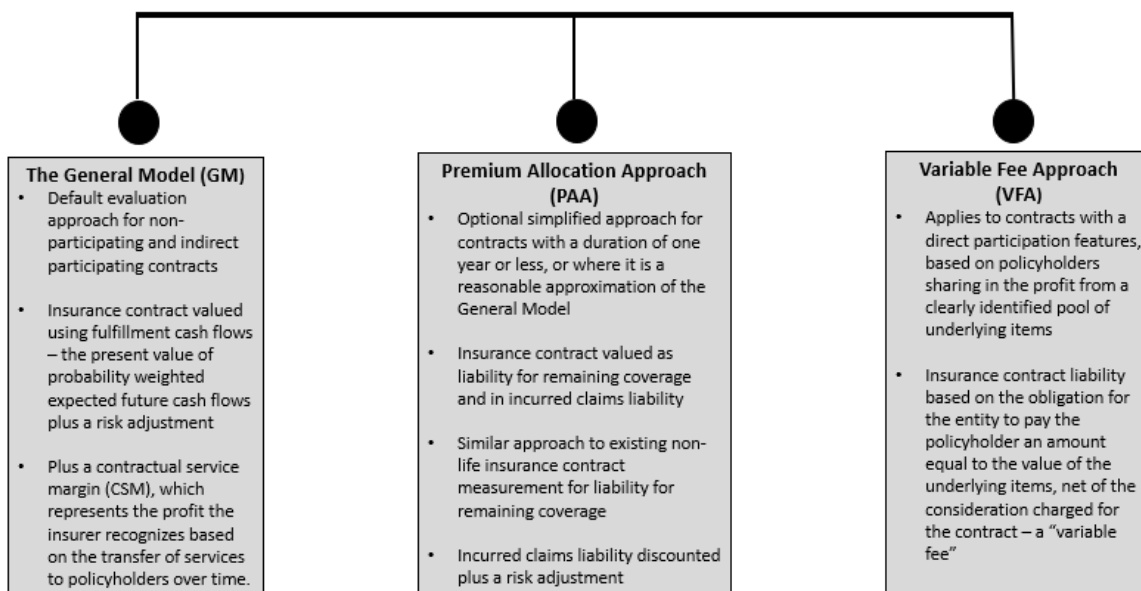 The General Model (GM)
• Default evaluation
approach for non-
participating and indirect
participating contracts
• Insurance contract valued
using fulfillment cash flows
– the present value of
probability weighted
expected future cash flows
plus a risk adjustment
• Plus a contractual service
margin (CSM), which
represents the profit the
insurer recognizes based
on the transfer of services
to policyholders over time.
Premium Allocation Approach
(PAA)
• Optional simplified approach for
contracts with a duration of one
year or less, or where it is a
reasonable approximation of the
General Model
• Insurance contract valued as
liability for remaining coverage
and in incurred claims liability
• Similar approach to existing non-
life insurance contract
measurement for liability for
remaining coverage
• Incurred claims liability discounted
plus a risk adjustment
Variable Fee Approach
(VFA)
• Applies to contracts with a
direct participation features,
based on policyholders
sharing in the profit from a
clearly identified pool of
underlying items
• Insurance contract liability
based on the obligation for
the entity to pay the
policyholder an amount
equal to the value of the
underlying items, net of the
consideration charged for
the contract – a “variable
fee”